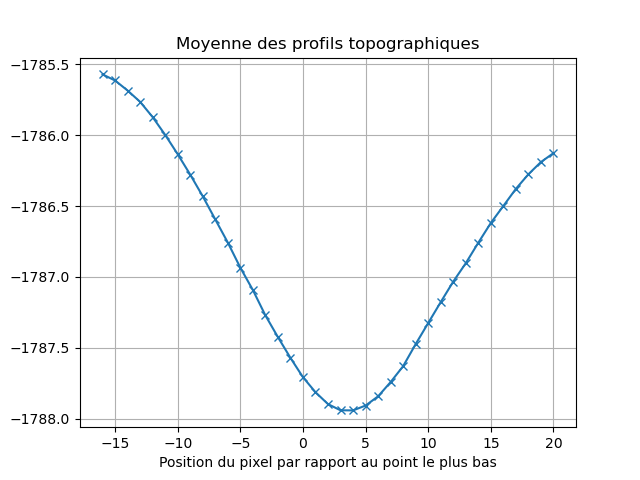 Moyenne des profils topographiques
−1785.5
−1786.0
−1786.5
−1787.0
−1787.5
−1788.0
−15 −10 −5 0 5 10 15 20
Position du pixel par rapport au point le plus bas